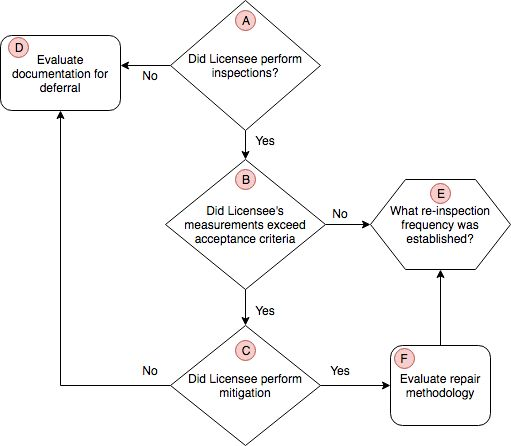 A
Did Licensee perform
inspections?
D
Evaluate
documentation for
deferral
No
Yes
B
Did Licensee's
measurements exceed
acceptance criteria
No
E
What re-inspection
frequency was
established?
Yes
C
Did Licensee perform
mitigation
No
Yes
F
Evaluate repair
methodology